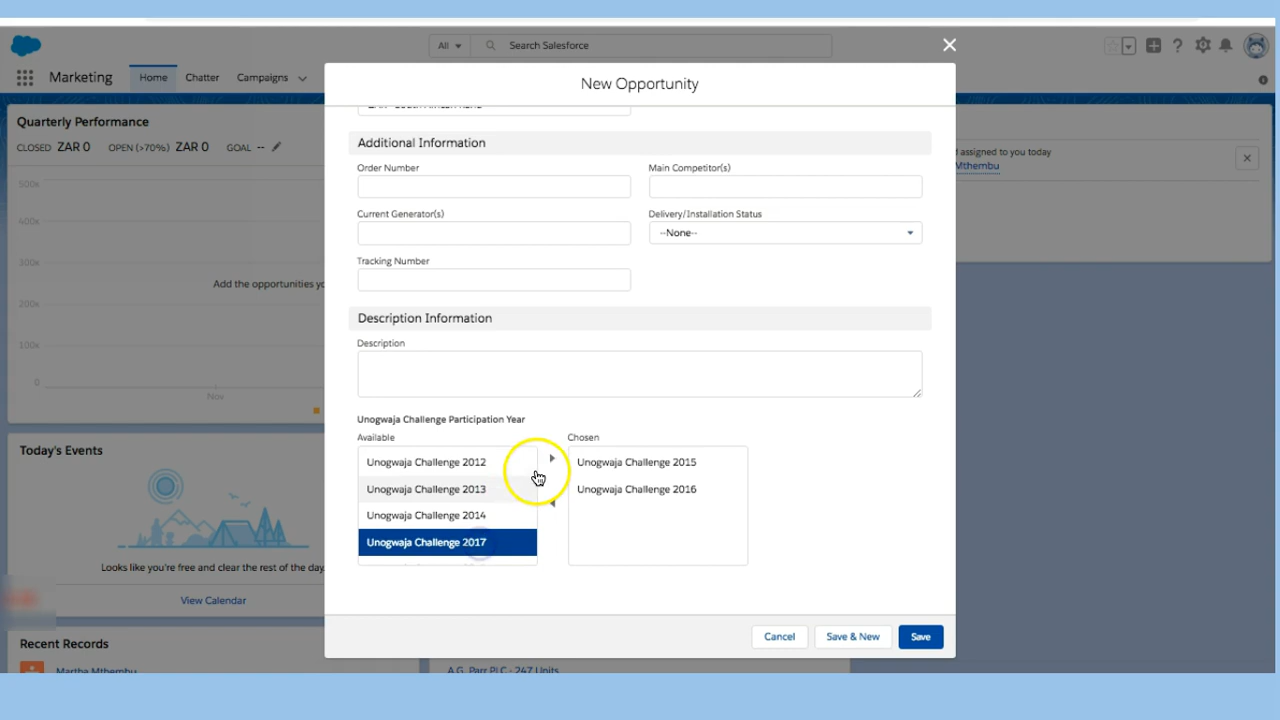 All
Search Salesforce
Marketing
Home
Chatter
Campaigns
New Opportunity
Quarterly Performance
CLOSED ZAR 0 OPEN (>70%) ZAR 0 GOAL --
500k
400k
300k
200k
100k
0
Add the opportunities
Nov
assigned to you today
Mthembu
Additional Information
Order Number
Main Competitor(s)
Current Generator(s)
Delivery/Installation Status
--None--
Tracking Number
Description Information
Description
Unogwaja Challenge Participation Year
Available
Chosen
Unogwaja Challenge 2012
Unogwaja Challenge 2013
Unogwaja Challenge 2014
Unogwaja Challenge 2017
Unogwaja Challenge 2015
Unogwaja Challenge 2016
Cancel
Save & New
Save
Today's Events
Looks like you're free and clear the rest of the day.
View Calendar
Recent Records
Martha Mthembu
A.G. Parr PLC - 247 Units